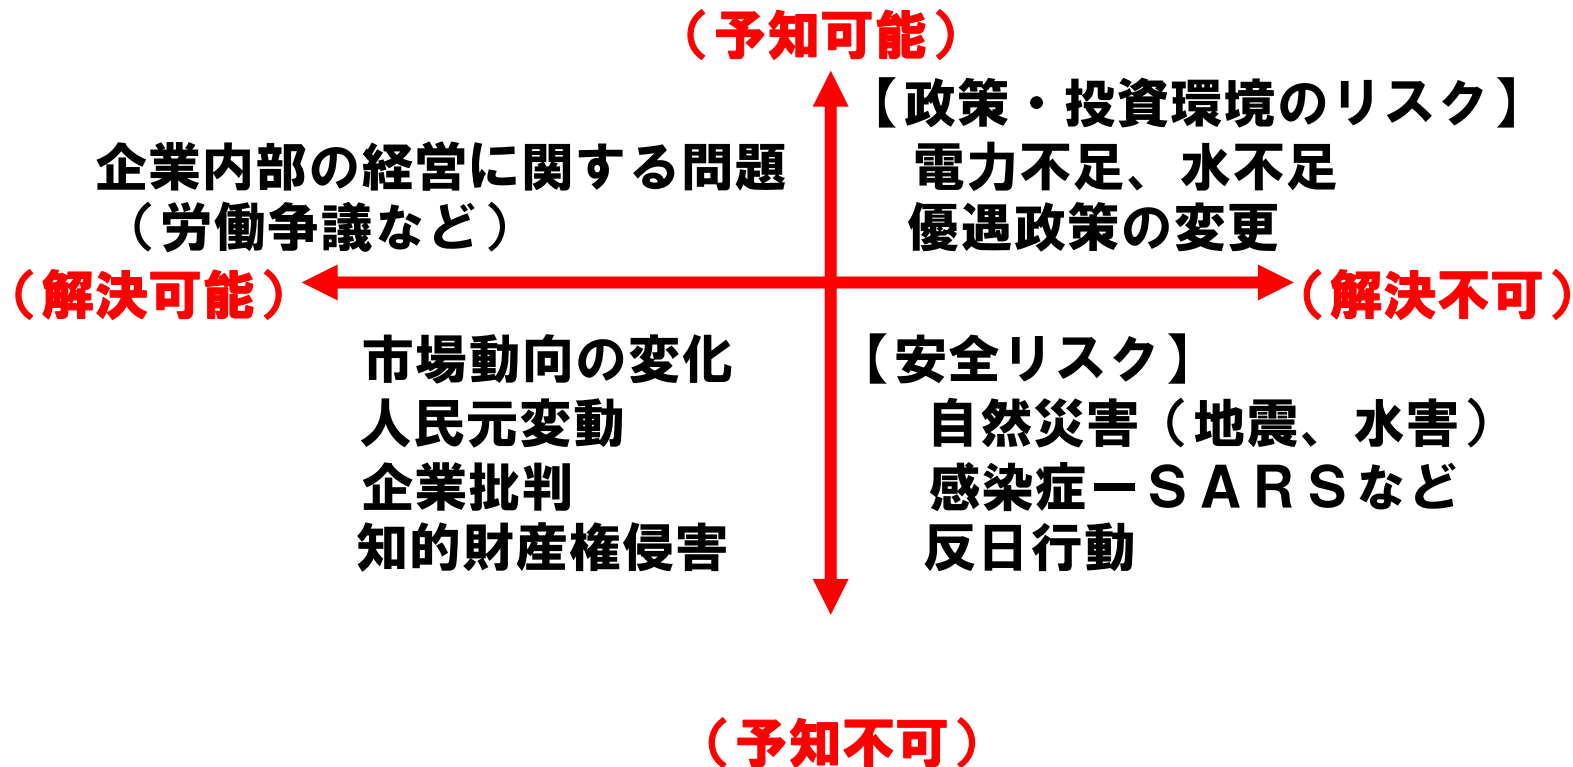 （予知可能）
【政策・投資環境のリスク】
企業内部の経営に関する問題
電力不足、水不足
（労働争議など）
優遇政策の変更
（解決可能）
（解決不可）
市場動向の変化
【安全リスク】
人民元変動
自然災害（地震、水害）
企業批判
感染症－ＳＡＲＳなど
知的財産権侵害
反日行動
（予知不可）